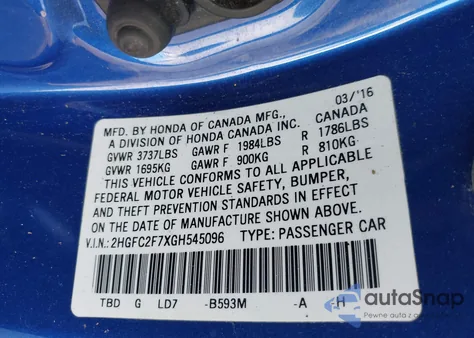 MFD. BY HONDA OF CANADA MFG., 03/'16
A DIVISION OF HONDA CANADA INC. CANADA
GVWR 3737LBS GAWR F 1984LBS R 1786LBS
GVWR 1695KG GAWR F 900KG R 810KG
THIS VEHICLE CONFORMS TO ALL APPLICABLE
FEDERAL MOTOR VEHICLE SAFETY, BUMPER,
AND THEFT PREVENTION STANDARDS IN EFFECT
ON THE DATE OF MANUFACTURE SHOWN ABOVE.
V.I.N.: 2HGFC2F7XGH545096 TYPE: PASSENGER CAR
TBD G LD7 -B593M -A -H
autoSnap
Pewne auta z